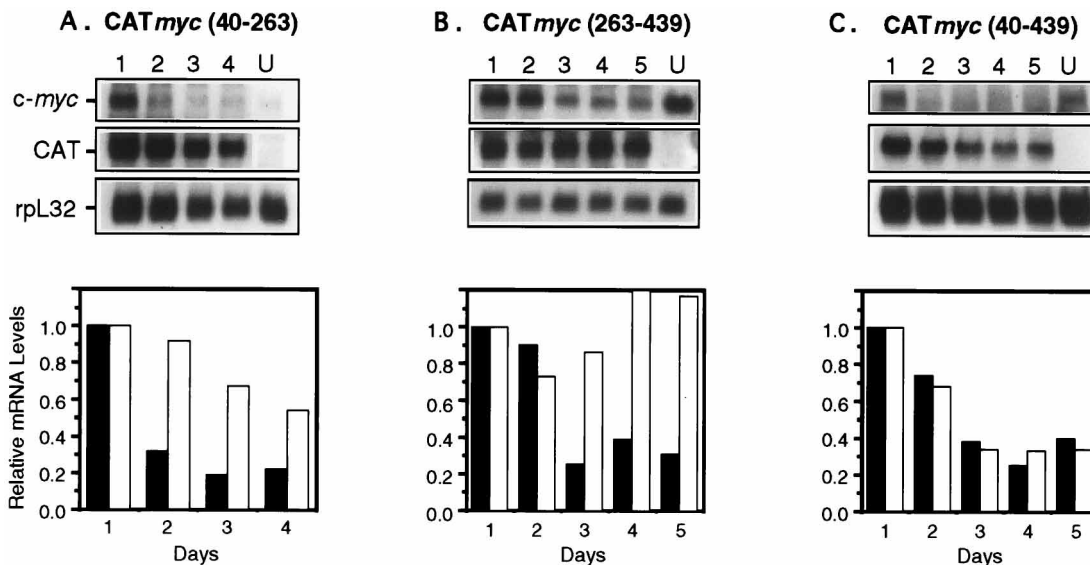 A. CATmyc (40-263)
B. CATmyc (263-439)
C. CATmyc (40-439)
1 2 3 4 U
1 2 3 4 5 U
1 2 3 4 5 U
c-myc
CAT
rpL32
Relative mRNA Levels
1.0
0.8
0.6
0.4
0.2
0.0
1 2 3 4
Days
1.0
0.8
0.6
0.4
0.2
0.0
1 2 3 4 5
Days
1.0
0.8
0.6
0.4
0.2
0.0
1 2 3 4 5
Days